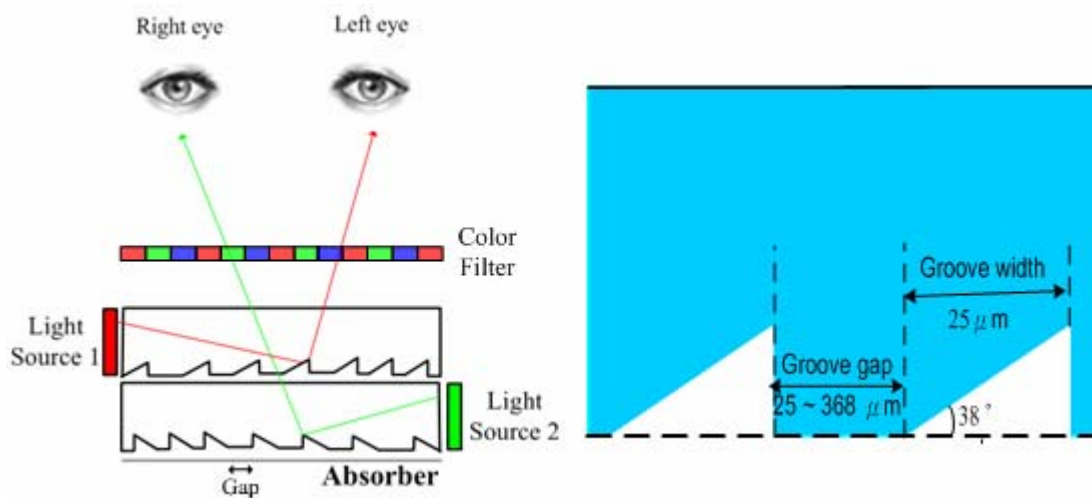 Right eye
Left eye
Color
Filter
Light
Source 1
Light
Source 2
Absorber
Gap
Groove width
25 μm
Groove gap
25 ~ 368 μm
38°